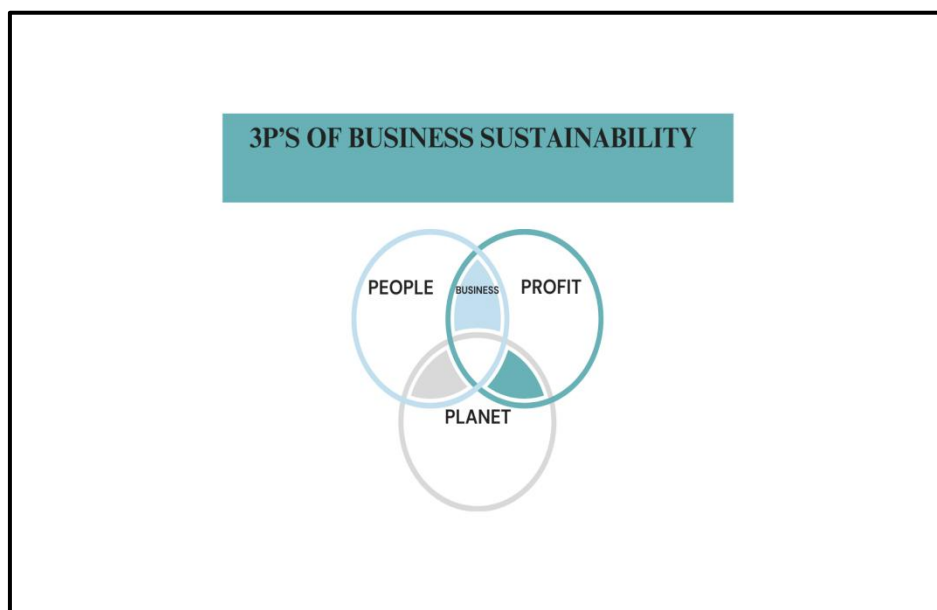 3P’S OF BUSINESS SUSTAINABILITY
PEOPLE
BUSINESS
PROFIT
PLANET